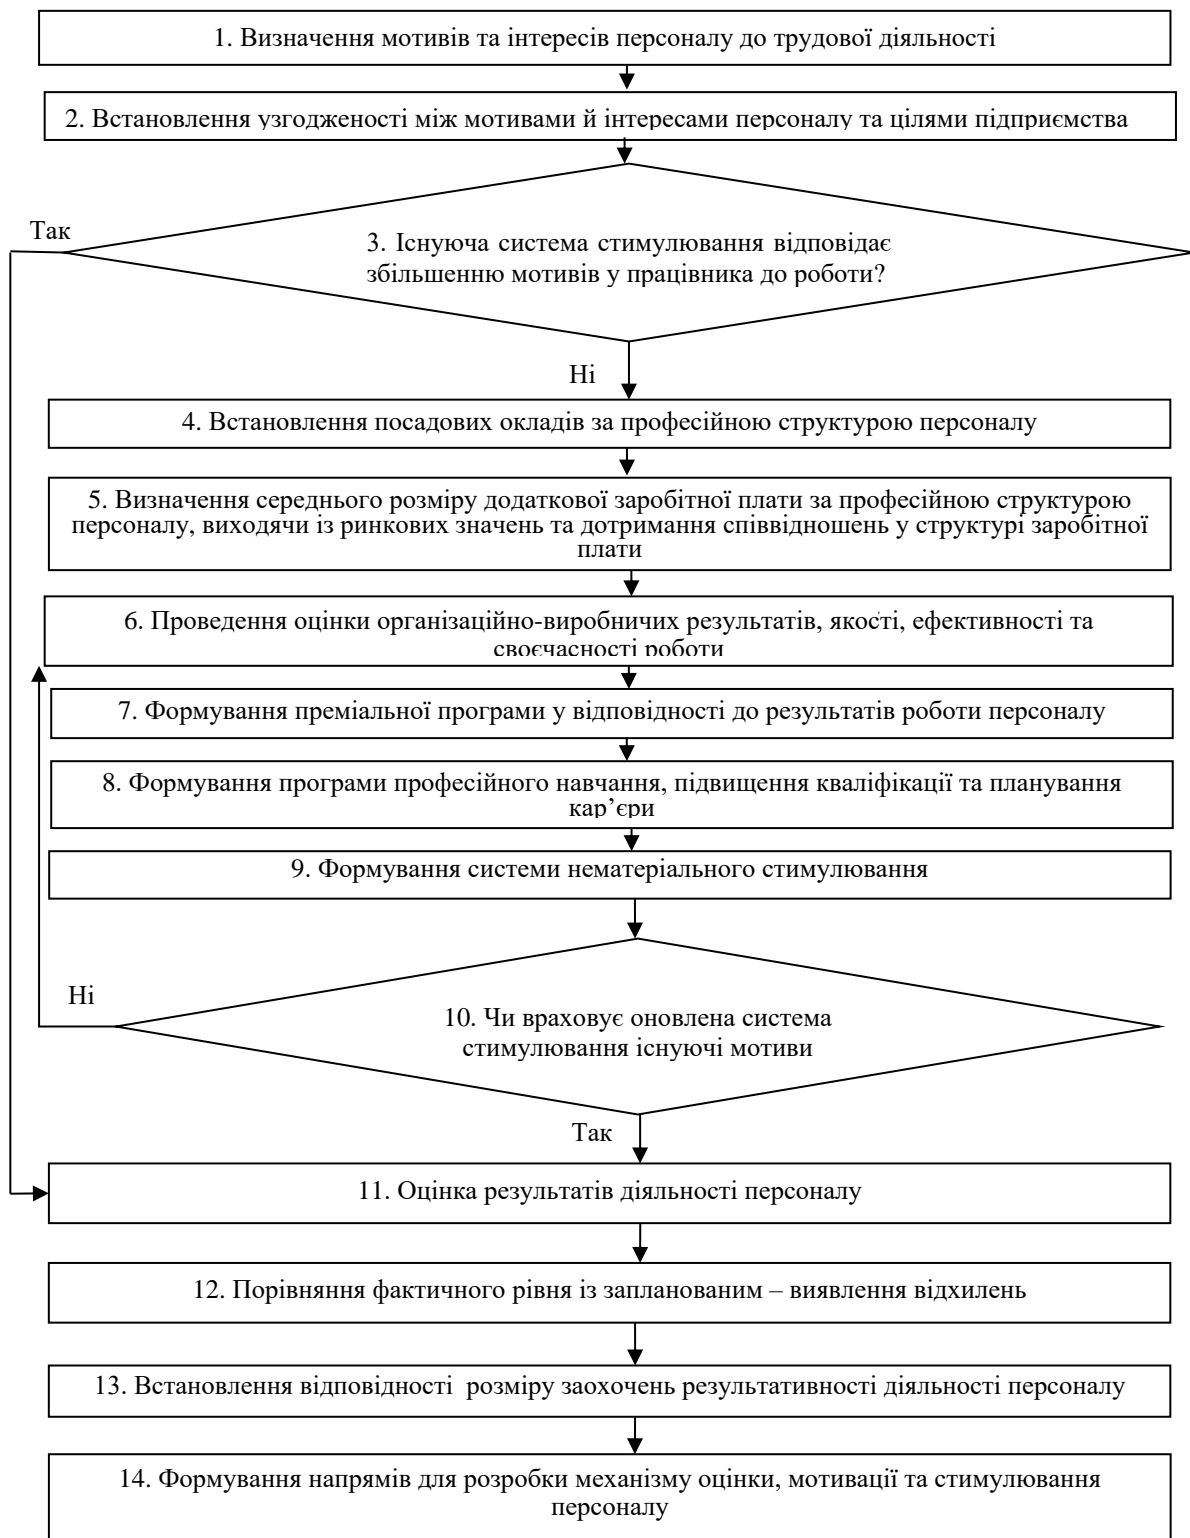 1. Визначення мотивів та інтересів персоналу до трудової діяльності
2. Встановлення узгодженості між мотивами й інтересами персоналу та цілями підприємства
Так
3. Існуюча система стимулювання відповідає
збільшенню мотивів у працівника до роботи?
Ні
4. Встановлення посадових окладів за професійною структурою персоналу
5. Визначення середнього розміру додаткової заробітної плати за професійною структурою
персоналу, виходячи із ринкових значень та дотримання співвідношень у структурі заробітної
плати
6. Проведення оцінки організаційно-виробничих результатів, якості, ефективності та
своєчасності роботи
7. Формування преміальної програми у відповідності до результатів роботи персоналу
8. Формування програми професійного навчання, підвищення кваліфікації та планування
кар’єри
9. Формування системи нематеріального стимулювання
Ні
10. Чи враховує оновлена система
стимулювання існуючі мотиви
Так
11. Оцінка результатів діяльності персоналу
12. Порівняння фактичного рівня із запланованим – виявлення відхилень
13. Встановлення відповідності розміру заохочень результативності діяльності персоналу
14. Формування напрямів для розробки механізму оцінки, мотивації та стимулювання
персоналу